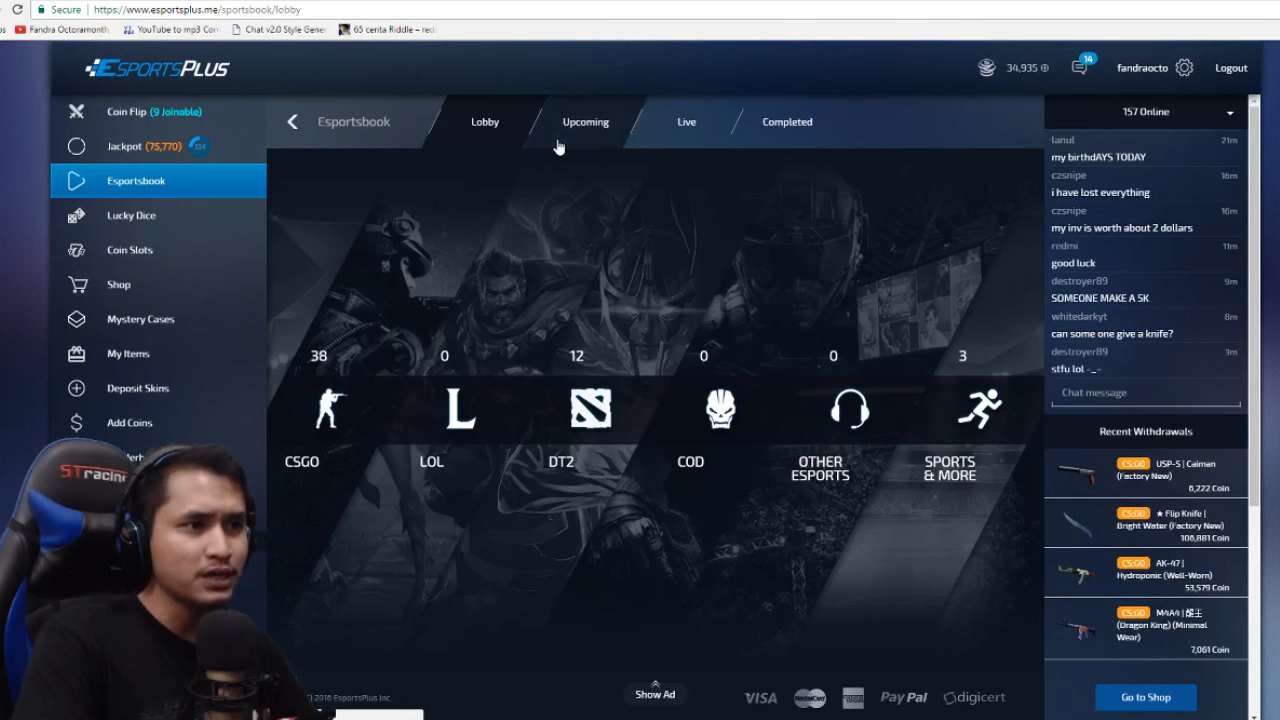 Secure
https://www.esportsplus.me/sportsbook/lobby
Fandra Octoramonth
YouTube to mp3 Con
Chat v2.0 Style Gene
65 cerita Riddle – red
ESPORTSPLUS
34,935
14
fandraocto
Logout
Coin Flip (9 Joinable)
Jackpot (75,770)
Esportsbook
Lucky Dice
Coin Slots
Shop
Mystery Cases
My Items
Deposit Skins
Add Coins
STracing
Esportsbook
Lobby
Upcoming
Live
Completed
38
0
12
0
0
3
CSGO
LOL
DT2
COD
OTHER
ESPORTS
SPORTS
& MORE
2016 EsportsPlus Inc.
Show Ad
VISA
MasterCard
PayPal
digicert
157 Online
lanul 21m
my birthdAYS TODAY
czsnipe 16m
i have lost everything
czsnipe 16m
my inv is worth about 2 dollars
redmi 11m
good luck
destroyer89 9m
SOMEONE MAKE A 5K
whitedarkyt 8m
can some one give a knife?
destroyer89 3m
stfu lol -_-
Chat message
Recent Withdrawals
CS:GO USP-S | Caiman
(Factory New)
6,222 Coin
CS:GO ★ Flip Knife |
Bright Water (Factory New)
106,881 Coin
CS:GO AK-47 |
Hydroponic (Well-Worn)
53,579 Coin
CS:GO M4A4 | 龍王
(Dragon King) (Minimal
Wear)
7,061 Coin
Go to Shop